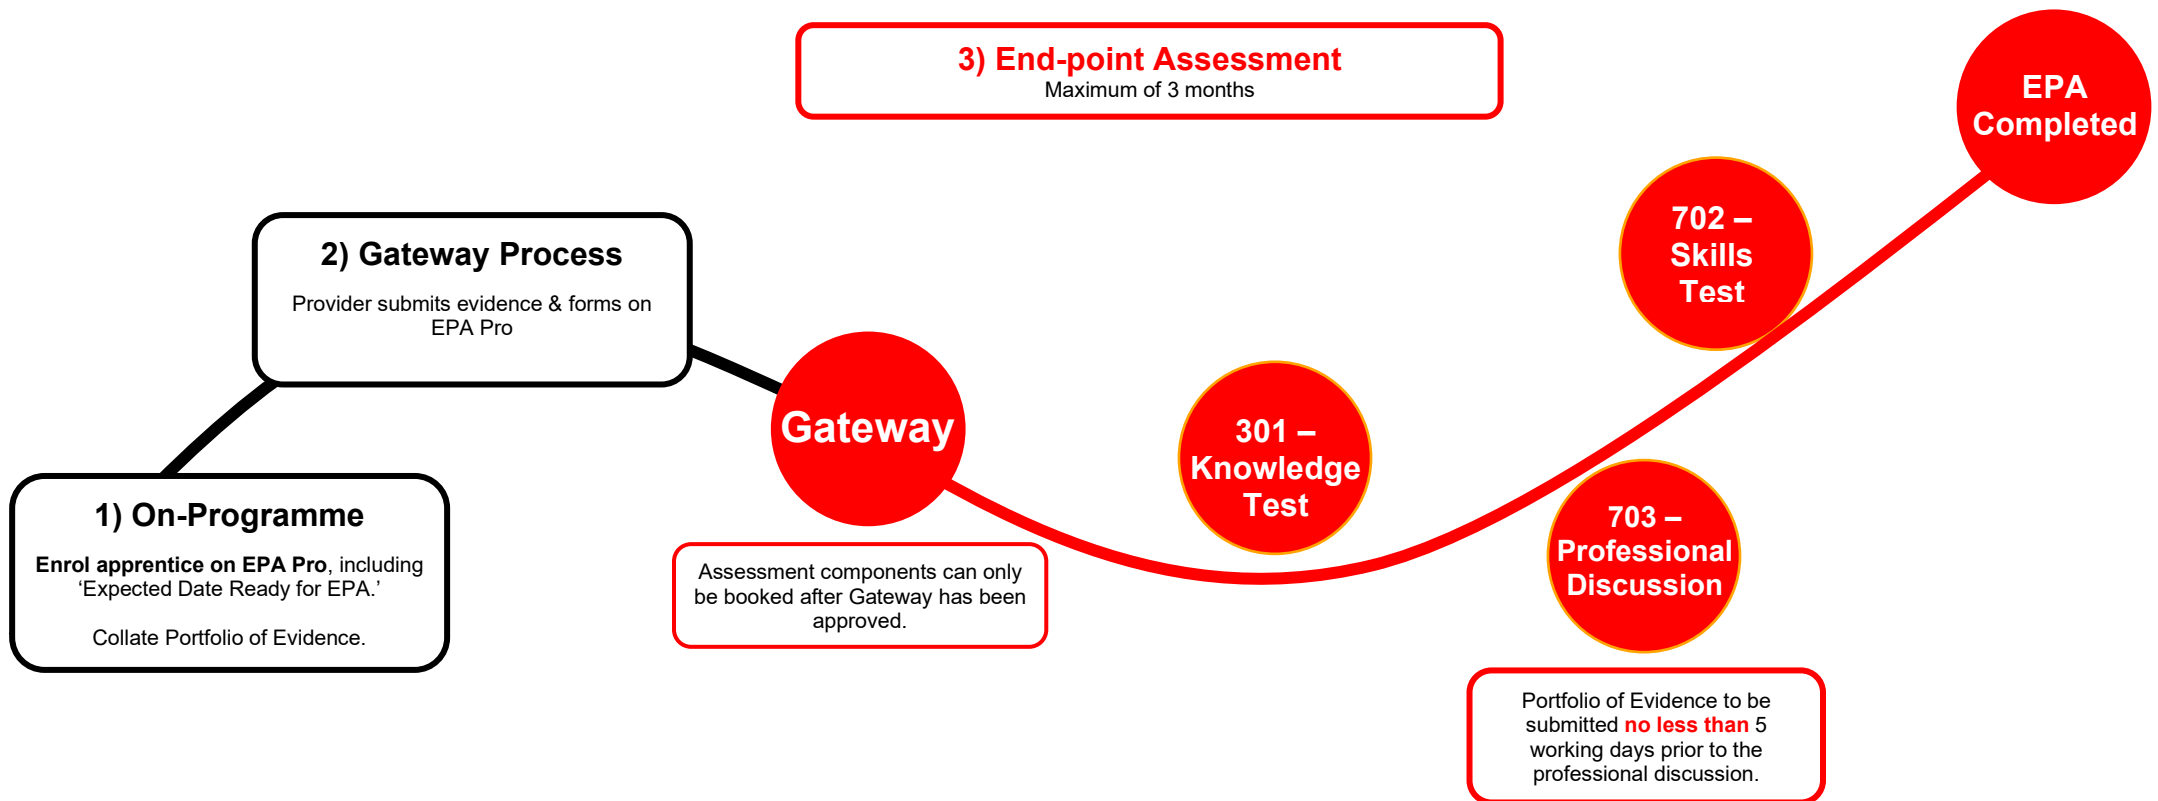 3) End-point Assessment
Maximum of 3 months
EPA
Completed
702 –
Skills
Test
2) Gateway Process
Provider submits evidence & forms on
EPA Pro
Gateway
301 –
Knowledge
Test
1) On-Programme
Enrol apprentice on EPA Pro, including
‘Expected Date Ready for EPA.’
Collate Portfolio of Evidence.
Assessment components can only
be booked after Gateway has been
approved.
703 –
Professional
Discussion
Portfolio of Evidence to be
submitted no less than 5
working days prior to the
professional discussion.